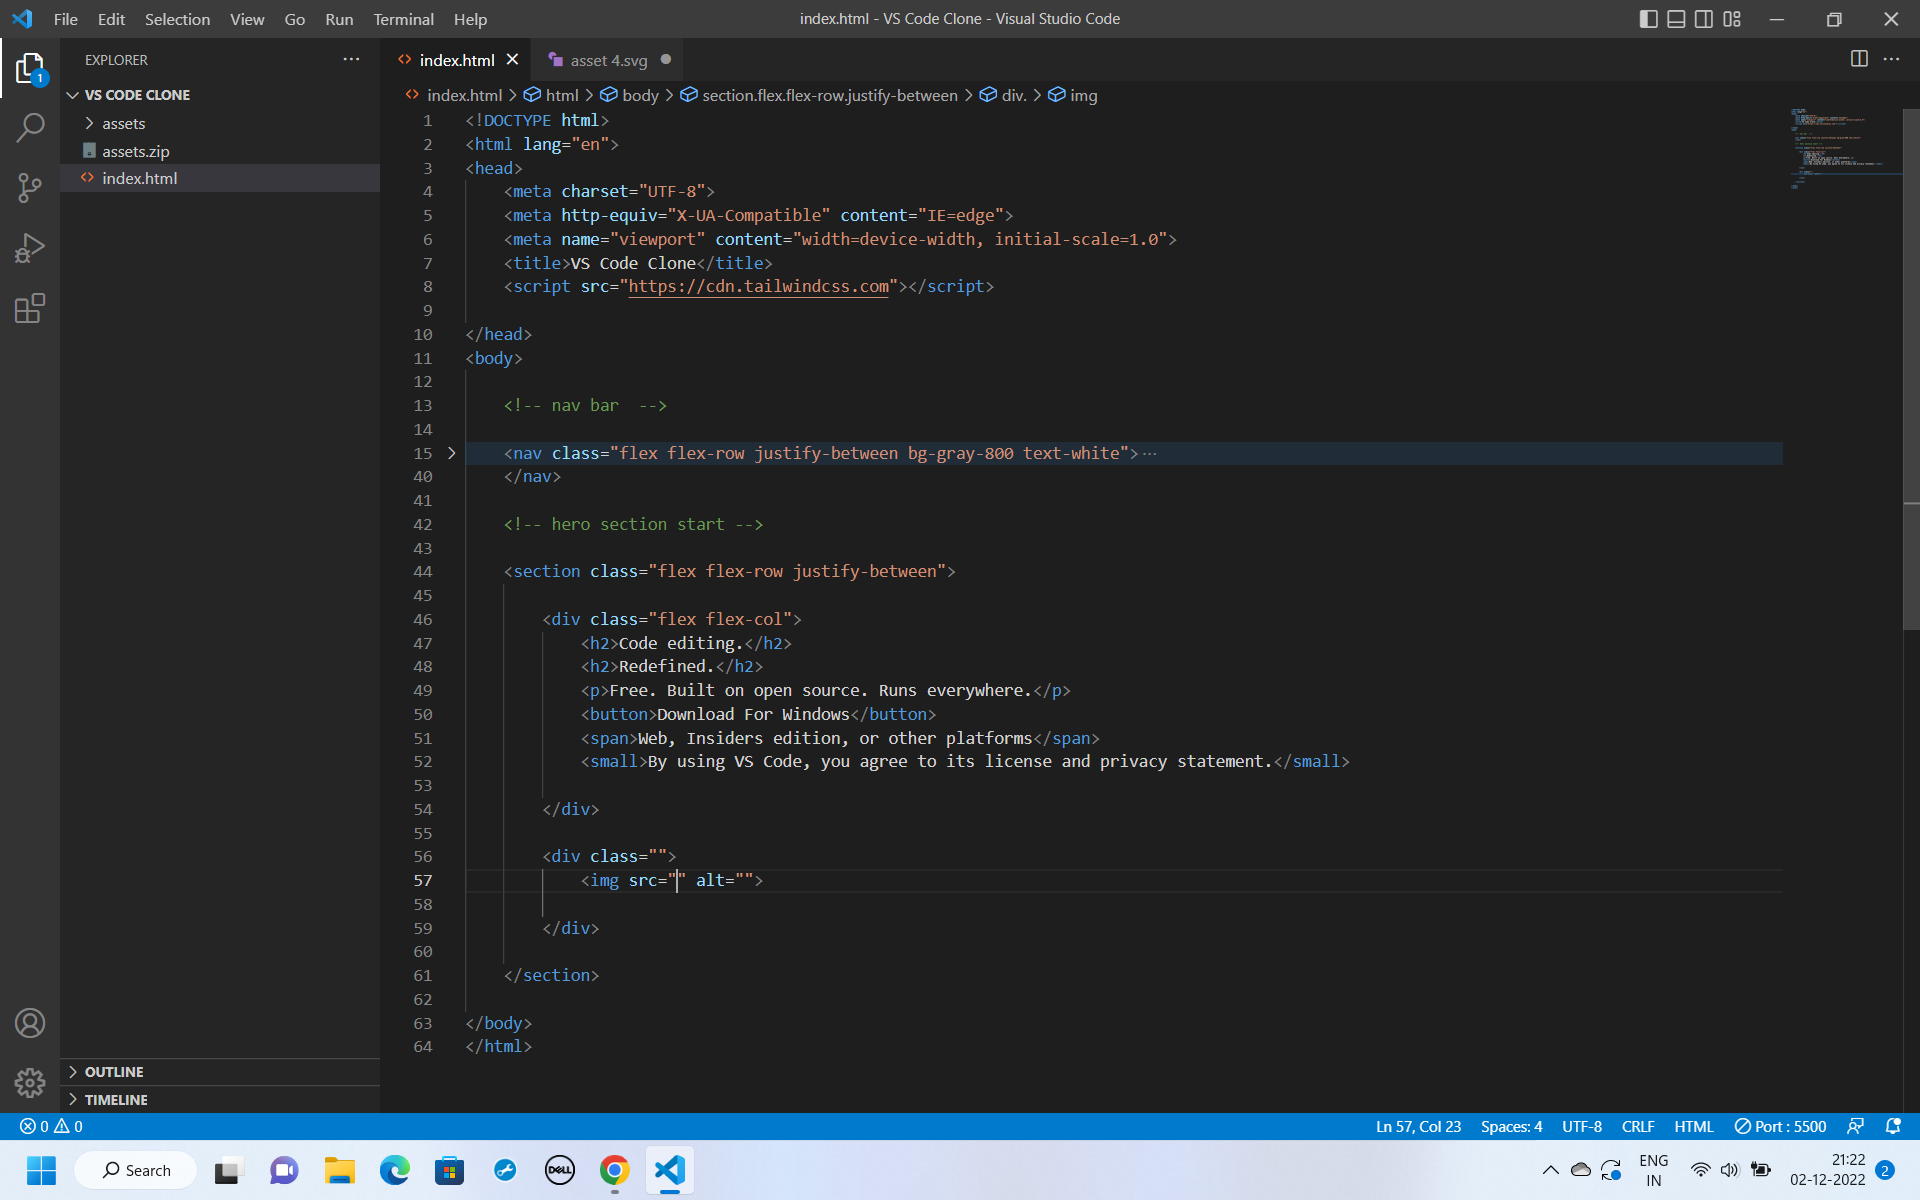 File Edit Selection View Go Run Terminal Help
index.html - VS Code Clone - Visual Studio Code
EXPLORER
1
VS CODE CLONE
assets
assets.zip
index.html
OUTLINE
TIMELINE
index.html
asset 4.svg
index.html > html > body > section.flex.flex-row.justify-between > div. > img
1 <!DOCTYPE html>
2 <html lang="en">
3 <head>
4 <meta charset="UTF-8">
5 <meta http-equiv="X-UA-Compatible" content="IE=edge">
6 <meta name="viewport" content="width=device-width, initial-scale=1.0">
7 <title>VS Code Clone</title>
8 <script src="https://cdn.tailwindcss.com"></script>
9
10 </head>
11 <body>
12
13 <!-- nav bar  -->
14
15 <nav class="flex flex-row justify-between bg-gray-800 text-white">···
40 </nav>
41
42 <!-- hero section start -->
43
44 <section class="flex flex-row justify-between">
45
46 <div class="flex flex-col">
47 <h2>Code editing.</h2>
48 <h2>Redefined.</h2>
49 <p>Free. Built on open source. Runs everywhere.</p>
50 <button>Download For Windows</button>
51 <span>Web, Insiders edition, or other platforms</span>
52 <small>By using VS Code, you agree to its license and privacy statement.</small>
53
54 </div>
55
56 <div class="">
57 <img src="" alt="">
58
59 </div>
60
61 </section>
62
63 </body>
64 </html>
0 0
Ln 57, Col 23 Spaces: 4 UTF-8 CRLF HTML Port : 5500
Search
DELL
ENG
IN
21:22
02-12-2022
2